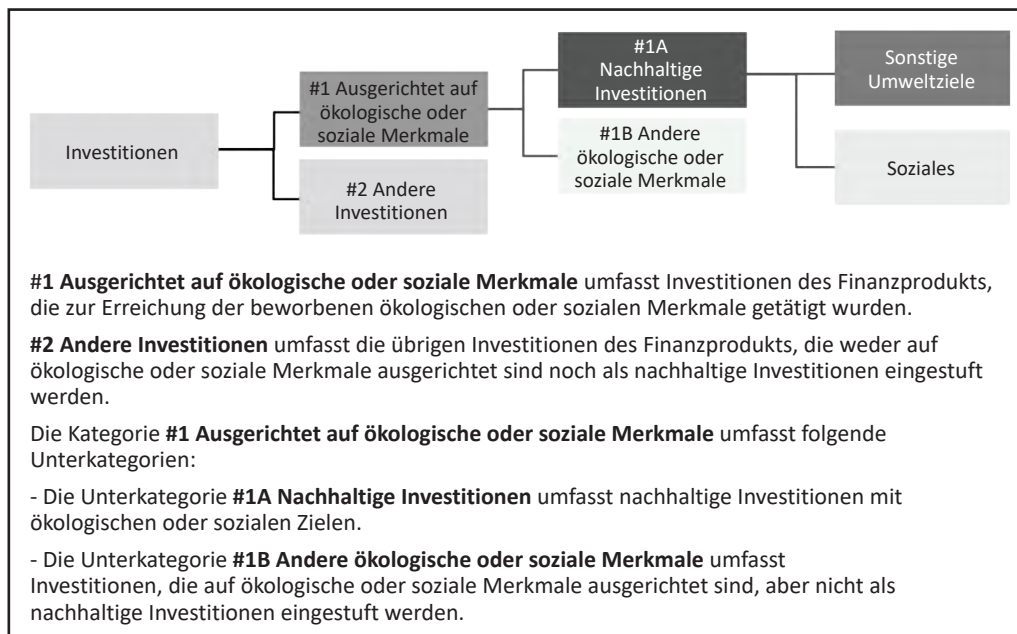 Investitionen
#1 Ausgerichtet auf
ökologische oder
soziale Merkmale
#2 Andere
Investitionen
#1A
Nachhaltige
Investitionen
#1B Andere
ökologische oder
soziale Merkmale
Sonstige
Umweltziele
Soziales
#1 Ausgerichtet auf ökologische oder soziale Merkmale umfasst Investitionen des Finanzprodukts,
die zur Erreichung der beworbenen ökologischen oder sozialen Merkmale getätigt wurden.
#2 Andere Investitionen umfasst die übrigen Investitionen des Finanzprodukts, die weder auf
ökologische oder soziale Merkmale ausgerichtet sind noch als nachhaltige Investitionen eingestuft
werden.
Die Kategorie #1 Ausgerichtet auf ökologische oder soziale Merkmale umfasst folgende
Unterkategorien:
- Die Unterkategorie #1A Nachhaltige Investitionen umfasst nachhaltige Investitionen mit
ökologischen oder sozialen Zielen.
- Die Unterkategorie #1B Andere ökologische oder soziale Merkmale umfasst
Investitionen, die auf ökologische oder soziale Merkmale ausgerichtet sind, aber nicht als
nachhaltige Investitionen eingestuft werden.